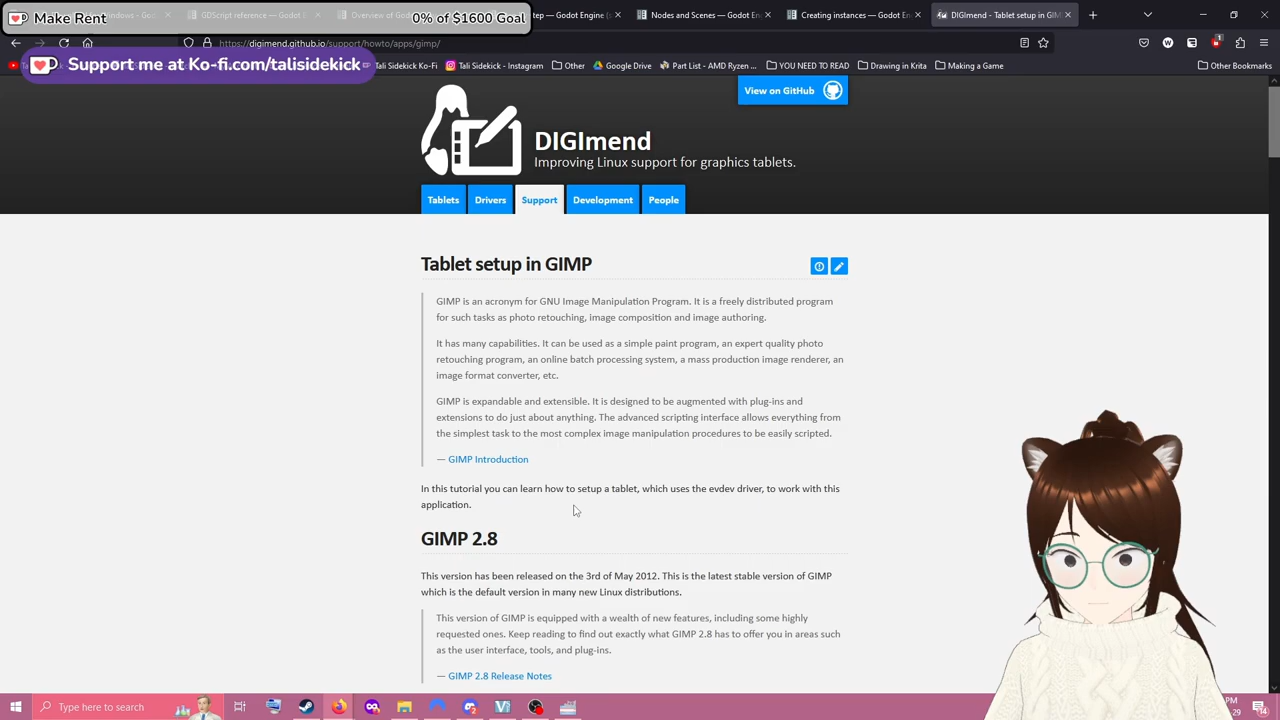 Make Rent
0% of $1600 Goal
GDScript reference — Godot
Overview of Godo
tep — Godot Engine (s
Nodes and Scenes — Godot En
Creating instances — Godot En
DIGImend - Tablet setup in GIM
https://digimend.github.io/support/howto/apps/gimp/
Support me at Ko-fi.com/talisidekick
Tali Sidekick Ko-Fi
Tali Sidekick - Instagram
Other
Google Drive
Part List - AMD Ryzen ...
YOU NEED TO READ
Drawing in Krita
Making a Game
Other Bookmarks
View on GitHub
DIGImend
Improving Linux support for graphics tablets.
Tablets
Drivers
Support
Development
People
Tablet setup in GIMP
GIMP is an acronym for GNU Image Manipulation Program. It is a freely distributed program
for such tasks as photo retouching, image composition and image authoring.
It has many capabilities. It can be used as a simple paint program, an expert quality photo
retouching program, an online batch processing system, a mass production image renderer, an
image format converter, etc.
GIMP is expandable and extensible. It is designed to be augmented with plug-ins and
extensions to do just about anything. The advanced scripting interface allows everything from
the simplest task to the most complex image manipulation procedures to be easily scripted.
— GIMP Introduction
In this tutorial you can learn how to setup a tablet, which uses the evdev driver, to work with this
application.
GIMP 2.8
This version has been released on the 3rd of May 2012. This is the latest stable version of GIMP
which is the default version in many new Linux distributions.
This version of GIMP is equipped with a wealth of new features, including some highly
requested ones. Keep reading to find out exactly what GIMP 2.8 has to offer you in areas such
as the user interface, tools, and plug-ins.
— GIMP 2.8 Release Notes
Type here to search
PM
29
14